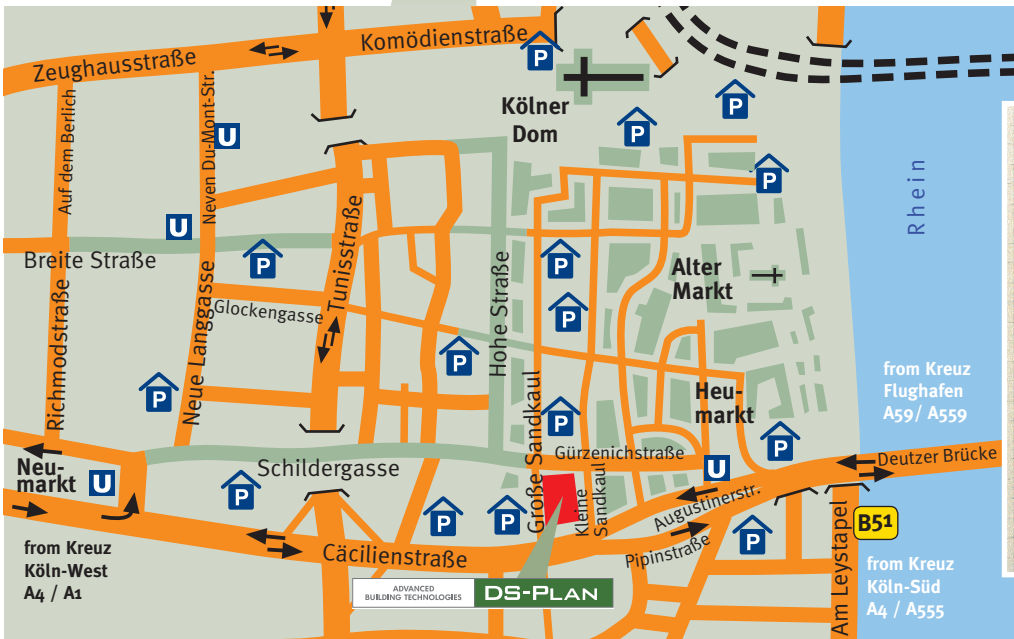 Komödienstraße
Zeughausstraße
P
Kölner
Dom
P
P
Auf dem Berlich
Neven Du-Mont-Str.
U
P
U
Rhein
Breite Straße
P
Tunisstraße
Hohe Straße
P
Alter
Markt
Glockengasse
P
Richmodstraße
Neue Langgasse
P
P
from Kreuz
Flughafen
A59/ A559
Heu-
markt
P
Große Sandkaul
P
Gürzenichstraße
Deutzer Brücke
Neu-
markt
U
Schildergasse
U
P
Kleine
Sandkaul
Augustinerstr.
P
P
Pipinstraße
P
B51
Cäcilienstraße
from Kreuz
Köln-West
A4 / A1
Am Leystapel
from Kreuz
Köln-Süd
A4 / A555
ADVANCED
BUILDING TECHNOLOGIES
DS-PLAN